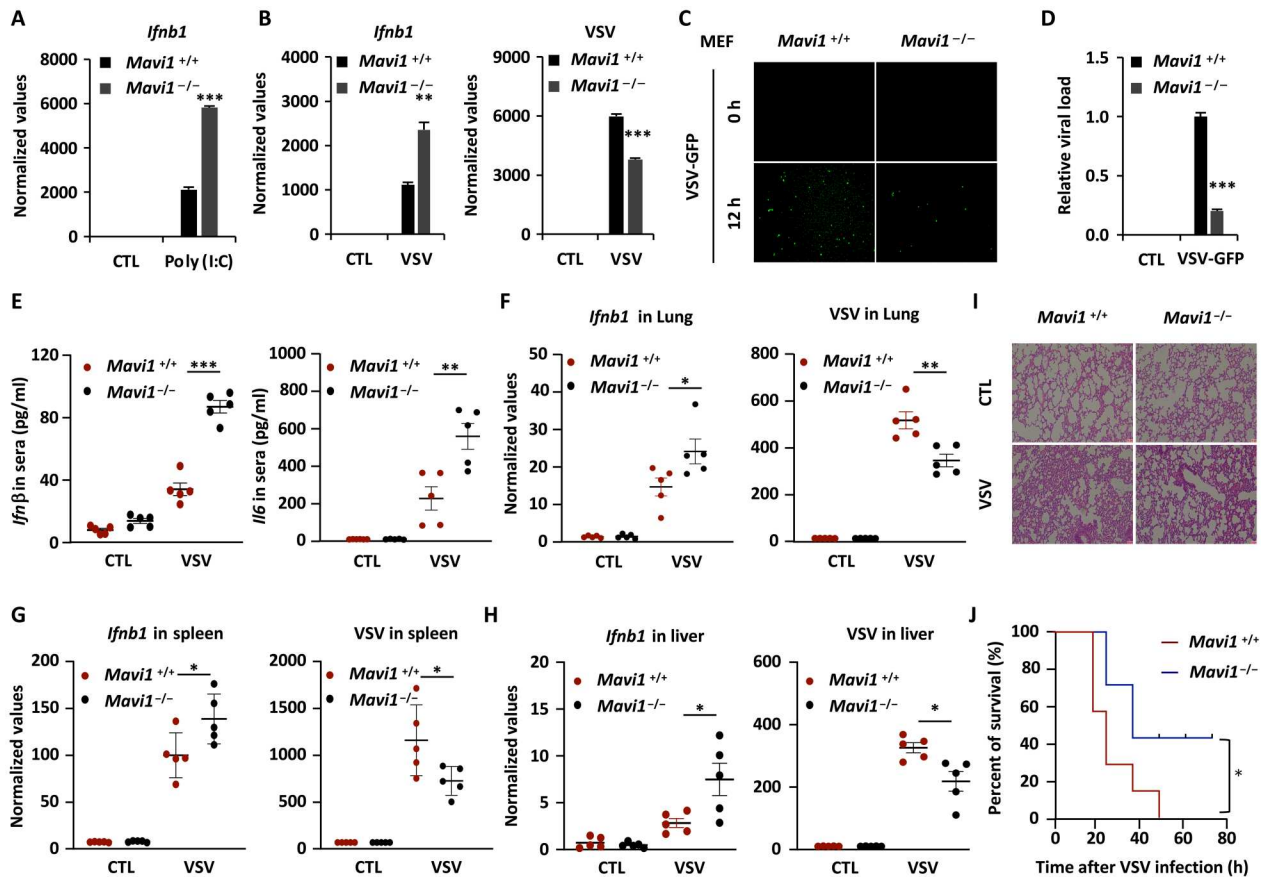 A
Ifnb1
Normalized values
8000
6000
4000
2000
0
Mavi1 +/+
Mavi1 −/−
***
CTL
Poly (I:C)
B
Ifnb1
Normalized values
4000
3000
2000
1000
0
Mavi1 +/+
Mavi1 −/−
**
CTL
VSV
VSV
Normalized values
9000
6000
3000
0
Mavi1 +/+
Mavi1 −/−
***
CTL
VSV
C
MEF
Mavi1 +/+
Mavi1 −/−
VSV-GFP
0 h
12 h
D
Relative viral load
1.5
1.0
0.5
0.0
Mavi1 +/+
Mavi1 −/−
***
CTL
VSV-GFP
E
Ifnβ in sera (pg/ml)
120
80
40
0
Mavi1 +/+
Mavi1 −/−
***
CTL
VSV
Il6 in sera (pg/ml)
1000
800
600
400
200
0
Mavi1 +/+
Mavi1 −/−
**
CTL
VSV
F
Ifnb1 in Lung
Normalized values
50
40
30
20
10
0
Mavi1 +/+
Mavi1 −/−
*
CTL
VSV
VSV in Lung
800
600
400
200
0
Mavi1 +/+
Mavi1 −/−
**
CTL
VSV
I
Mavi1 +/+
Mavi1 −/−
CTL
VSV
G
Ifnb1 in spleen
Normalized values
200
150
100
50
0
Mavi1 +/+
Mavi1 −/−
*
CTL
VSV
VSV in spleen
2000
1500
1000
500
0
Mavi1 +/+
Mavi1 −/−
*
CTL
VSV
H
Ifnb1 in liver
Normalized values
20
15
10
5
0
Mavi1 +/+
Mavi1 −/−
*
CTL
VSV
VSV in liver
600
400
200
0
Mavi1 +/+
Mavi1 −/−
*
CTL
VSV
J
Percent of survival (%)
100
80
60
40
20
0
Mavi1 +/+
Mavi1 −/−
*
0
20
40
60
80
Time after VSV infection (h)